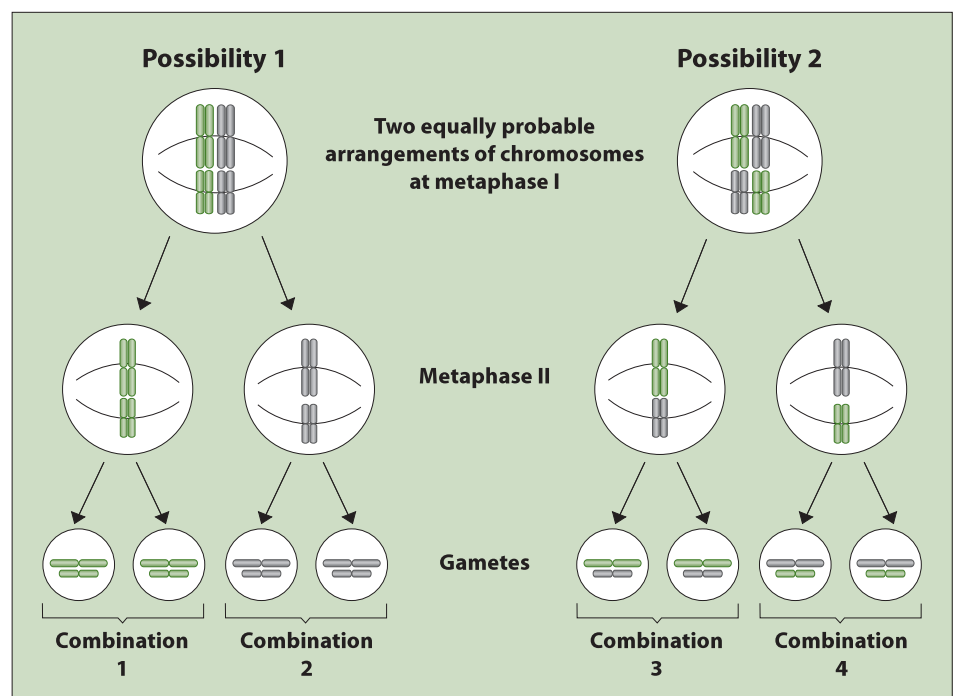 Possibility 1
Possibility 2
Two equally probable
arrangements of chromosomes
at metaphase I
Metaphase II
Gametes
Combination
1
Combination
2
Combination
3
Combination
4